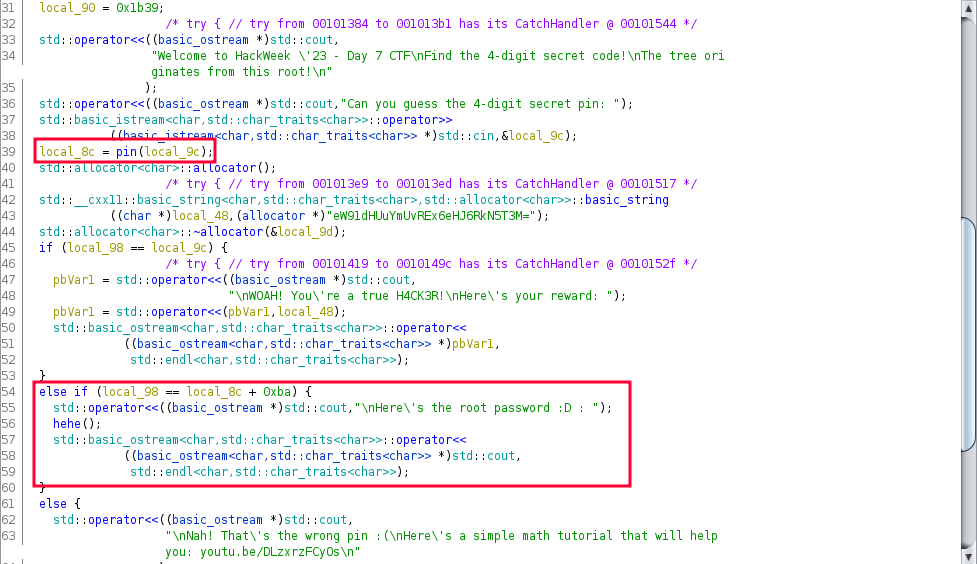 31 local_90 = 0x1b39;
32 /* try { // try from 00101384 to 001013b1 has its CatchHandler @ 00101544 */
33 std::operator<<((basic_ostream *)std::cout,
34 "Welcome to HackWeek \'23 - Day 7 CTF\nFind the 4-digit secret code!\nThe tree ori
ginates from this root!\n"
35 );
36 std::operator<<((basic_ostream *)std::cout,"Can you guess the 4-digit secret pin: ");
37 std::basic_istream<char,std::char_traits<char>>::operator>>
38 ((basic_istream<char,std::char_traits<char>> *)std::cin,&local_9c);
39 local_8c = pin(local_9c);
40 std::allocator<char>::allocator();
41 /* try { // try from 001013e9 to 001013ed has its CatchHandler @ 00101517 */
42 std::__cxx11::basic_string<char,std::char_traits<char>,std::allocator<char>>::basic_string
43 ((char *)local_48,(allocator *)"eW91dHUuYmUvREx6eHJ6RkN5T3M=");
44 std::allocator<char>::~allocator(&local_9d);
45 if (local_98 == local_9c) {
46 /* try { // try from 00101419 to 0010149c has its CatchHandler @ 0010152f */
47 pbVar1 = std::operator<<((basic_ostream *)std::cout,
48 "\nWOAH! You\'re a true H4CK3R!\nHere\'s your reward: ");
49 pbVar1 = std::operator<<(pbVar1,local_48);
50 std::basic_ostream<char,std::char_traits<char>>::operator<<
51 ((basic_ostream<char,std::char_traits<char>> *)pbVar1,
52 std::endl<char,std::char_traits<char>>);
53 }
54 else if (local_98 == local_8c + 0xba) {
55 std::operator<<((basic_ostream *)std::cout,"\nHere\'s the root password :D : ");
56 hehe();
57 std::basic_ostream<char,std::char_traits<char>>::operator<<
58 ((basic_ostream<char,std::char_traits<char>> *)std::cout,
59 std::endl<char,std::char_traits<char>>);
60 }
61 else {
62 std::operator<<((basic_ostream *)std::cout,
63 "\nNah! That\'s the wrong pin :(\nHere\'s a simple math tutorial that will help
you: youtu.be/DLzxrzFCyOs\n"